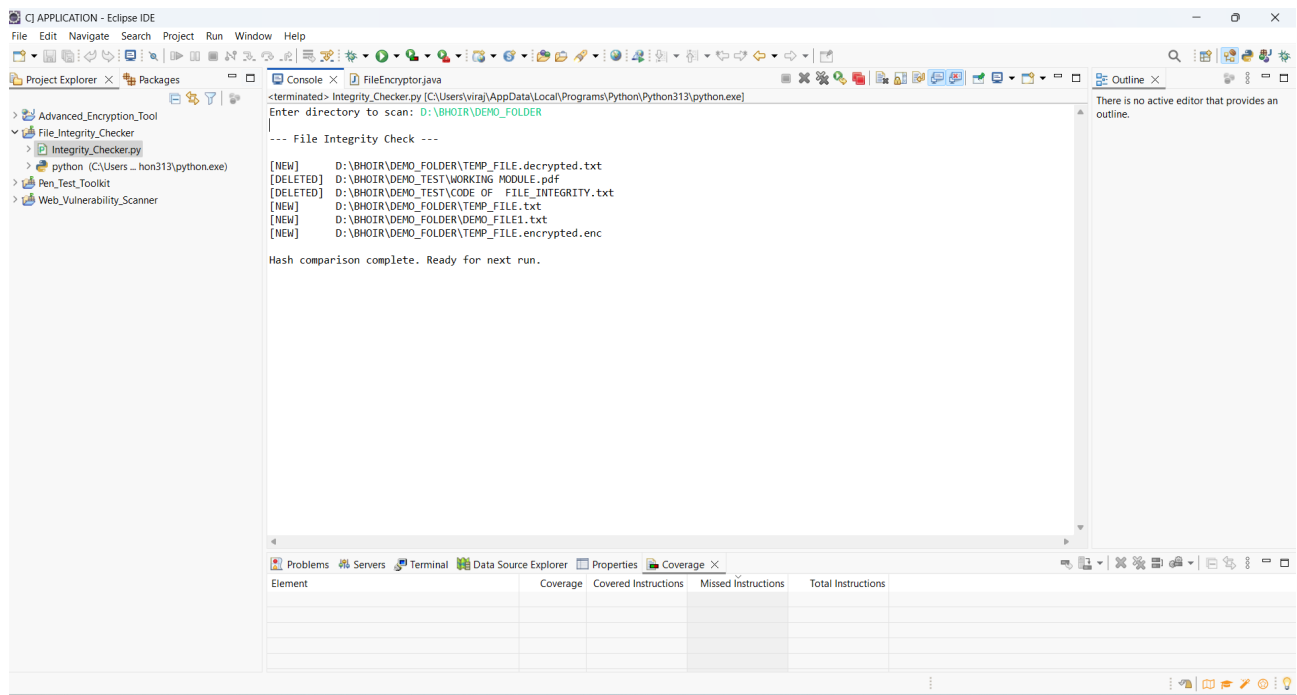 CJ APPLICATION - Eclipse IDE
File Edit Navigate Search Project Run Window Help
Project Explorer Packages
Advanced_Encryption_Tool
File_Integrity_Checker
Integrity_Checker.py
python (C:\Users ... hon313\python.exe)
Pen_Test_Toolkit
Web_Vulnerability_Scanner
Console FileEncryptor.java
<terminated> Integrity_Checker.py [C:\Users\viraj\AppData\Local\Programs\Python\Python313\python.exe]
Enter directory to scan: D:\BHOIR\DEMO_FOLDER
--- File Integrity Check ---
[NEW] D:\BHOIR\DEMO_FOLDER\TEMP_FILE.decrypted.txt
[DELETED] D:\BHOIR\DEMO_TEST\WORKING MODULE.pdf
[DELETED] D:\BHOIR\DEMO_TEST\CODE OF FILE_INTEGRITY.txt
[NEW] D:\BHOIR\DEMO_FOLDER\TEMP_FILE.txt
[NEW] D:\BHOIR\DEMO_FOLDER\DEMO_FILE1.txt
[NEW] D:\BHOIR\DEMO_FOLDER\TEMP_FILE.encrypted.enc
Hash comparison complete. Ready for next run.
Outline
There is no active editor that provides an
outline.
Problems Servers Terminal Data Source Explorer Properties Coverage
Element Coverage Covered Instructions Missed Instructions Total Instructions